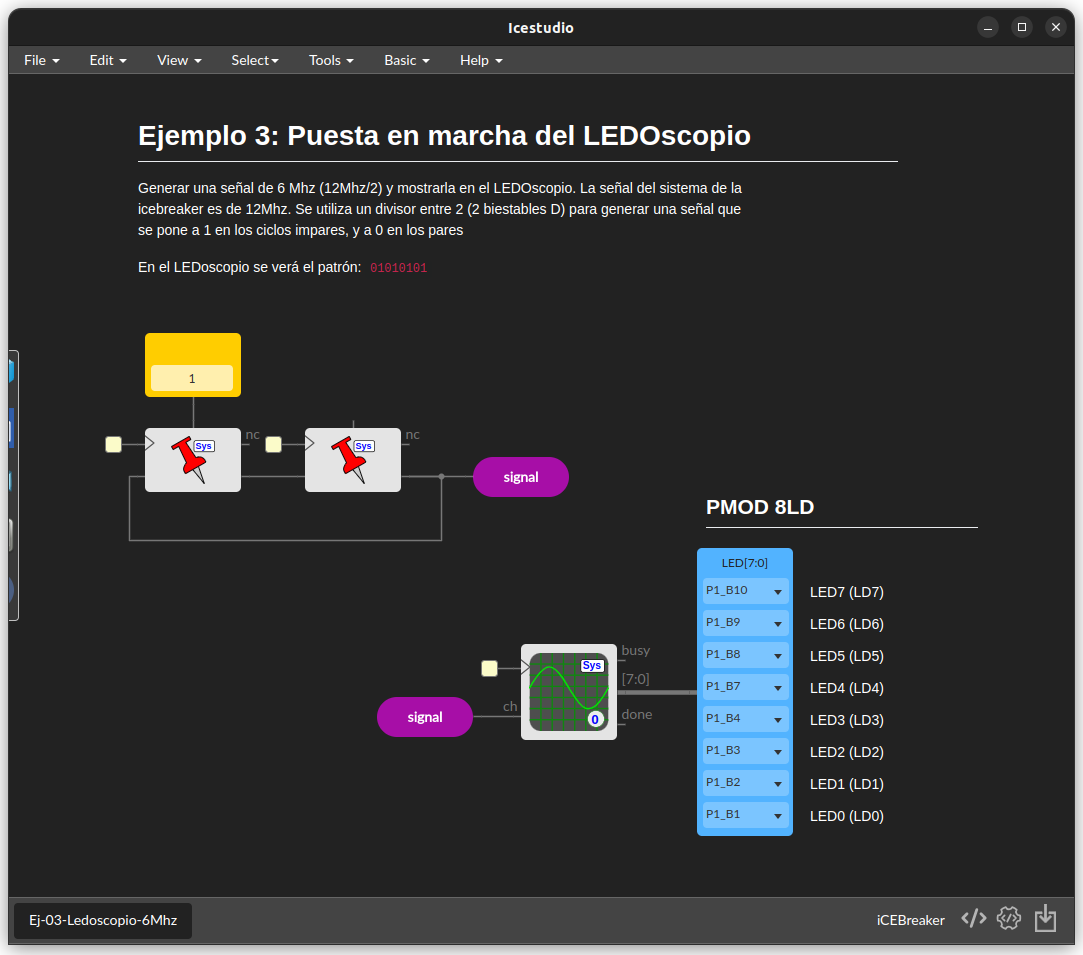 Icestudio
File Edit View Select Tools Basic Help
Ejemplo 3: Puesta en marcha del LEDOscopio
Generar una señal de 6 Mhz (12Mhz/2) y mostrarla en el LEDOscopio. La señal del sistema de la
icebreaker es de 12Mhz. Se utiliza un divisor entre 2 (2 biestables D) para generar una señal que
se pone a 1 en los ciclos impares, y a 0 en los pares
En el LEDoscopio se verá el patrón: 01010101
1
Sys nc Sys nc
signal
PMOD 8LD
LED[7:0]
P1_B10 LED7 (LD7)
P1_B9 LED6 (LD6)
P1_B8 LED5 (LD5)
P1_B7 LED4 (LD4)
P1_B4 LED3 (LD3)
P1_B3 LED2 (LD2)
P1_B2 LED1 (LD1)
P1_B1 LED0 (LD0)
busy
Sys
[7:0]
ch
signal
0
done
Ej-03-Ledoscopio-6Mhz
iCEBreaker